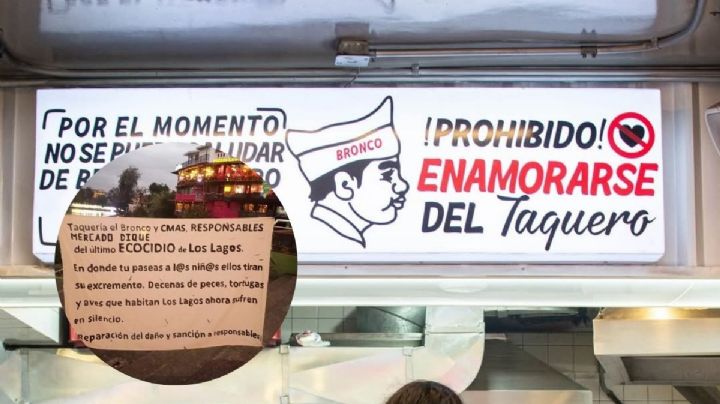 POR EL MOMENTO
NO SE
UDAR
DE
BRONCO
¡PROHIBIDO!
ENAMORARSE
DEL Taquero
Taquería el Bronco y CMAS, RESPONSABLES
MERCADO DIQUE
del último ECOCIDIO de Los Lagos.
En donde tu paseas a l@s niñ@s ellos tiran
su excremento. Decenas de peces, tortugas
y aves que habitan Los Lagos ahora sufren
en silencio.
Reparación del daño y sanción a responsables